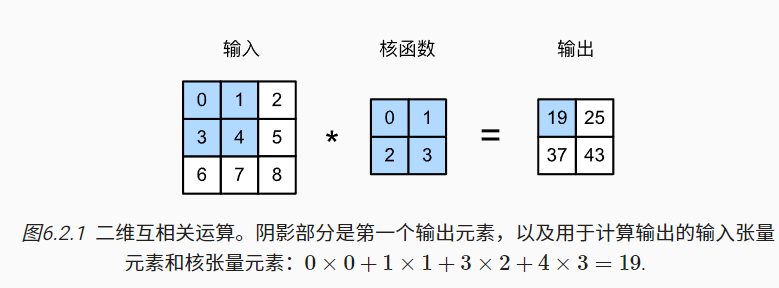 输入 核函数 输出
0 1 2
0 1 19 25
3 4 5 * =
2 3 37 43
6 7 8
图6.2.1 二维互相关运算。阴影部分是第一个输出元素，以及用于计算输出的输入张量
元素和核张量元素：0 × 0 + 1 × 1 + 3 × 2 + 4 × 3 = 19.